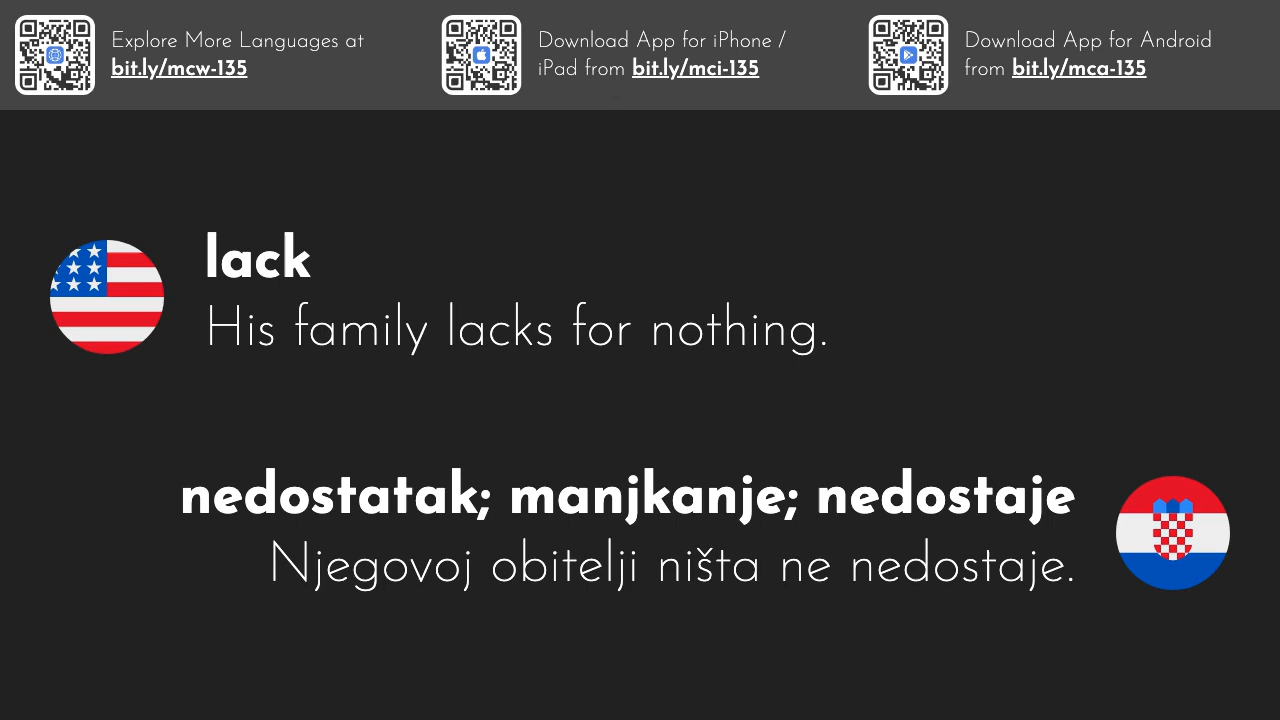 Explore More Languages at
bit.ly/mcw-135
Download App for iPhone /
iPad from bit.ly/mci-135
Download App for Android
from bit.ly/mca-135
lack
His family lacks for nothing.
nedostatak; manjkanje; nedostaje
Njegovoj obitelji ništa ne nedostaje.